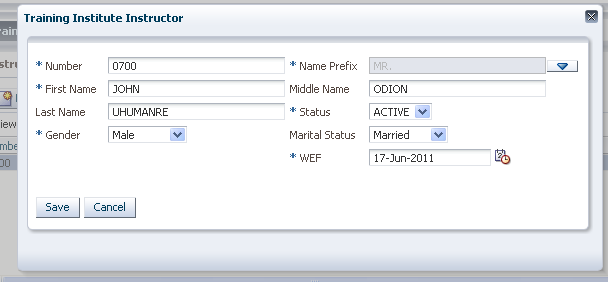 Training Institute Instructor
* Number 0700 * Name Prefix MR.
* First Name JOHN Middle Name ODION
Last Name UHUMANRE * Status ACTIVE
* Gender Male Marital Status Married
* WEF 17-Jun-2011
Save Cancel